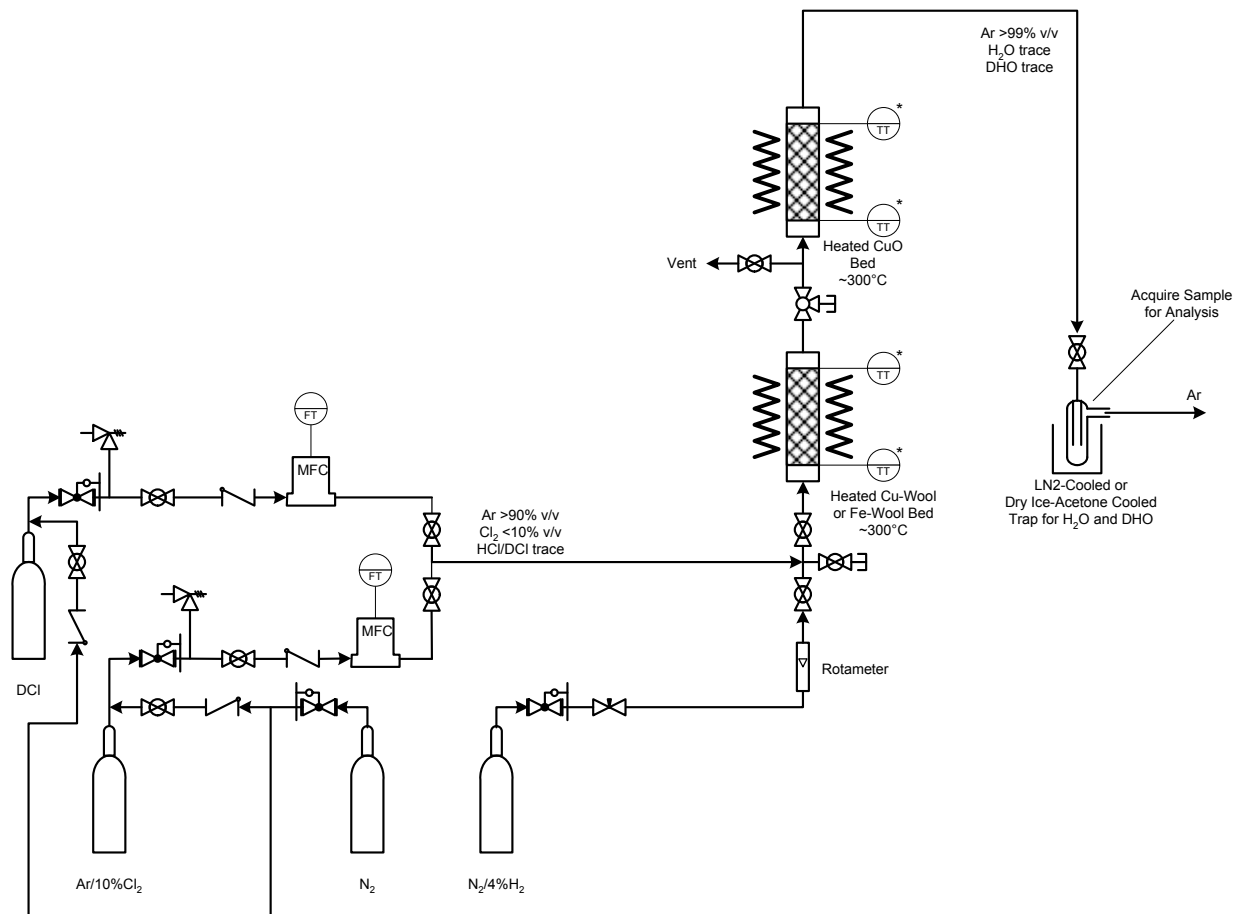 Ar >99% v/v
H₂O trace
DHO trace
*
TT
*
TT
Heated CuO
Bed
~300°C
Vent
Acquire Sample
for Analysis
Ar
*
TT
*
TT
Heated Cu-Wool
or Fe-Wool Bed
~300°C
LN2-Cooled or
Dry Ice-Acetone Cooled
Trap for H₂O and DHO
FT
MFC
Ar >90% v/v
Cl₂ <10% v/v
HCl/DCl trace
FT
MFC
Rotameter
DCl
Ar/10%Cl₂
N₂
N₂/4%H₂